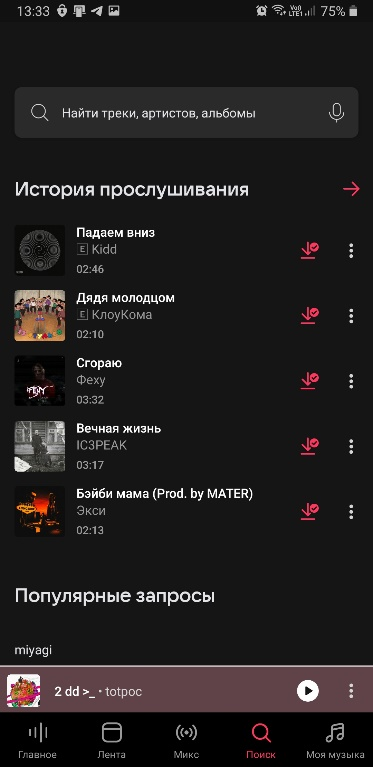 13:33 Vo) LTE1 75%
Найти треки, артистов, альбомы
История прослушивания
Падаем вниз
E Kidd
02:46
Дядя молодцом
E КлоуКома
02:10
Сгораю
Феху
03:32
Вечная жизнь
IC3PEAK
03:17
Бэйби мама (Prod. by MATER)
Экси
02:13
Популярные запросы
miyagi
2 dd >_ • totpoc
Главное Лента Микс Поиск Моя музыка